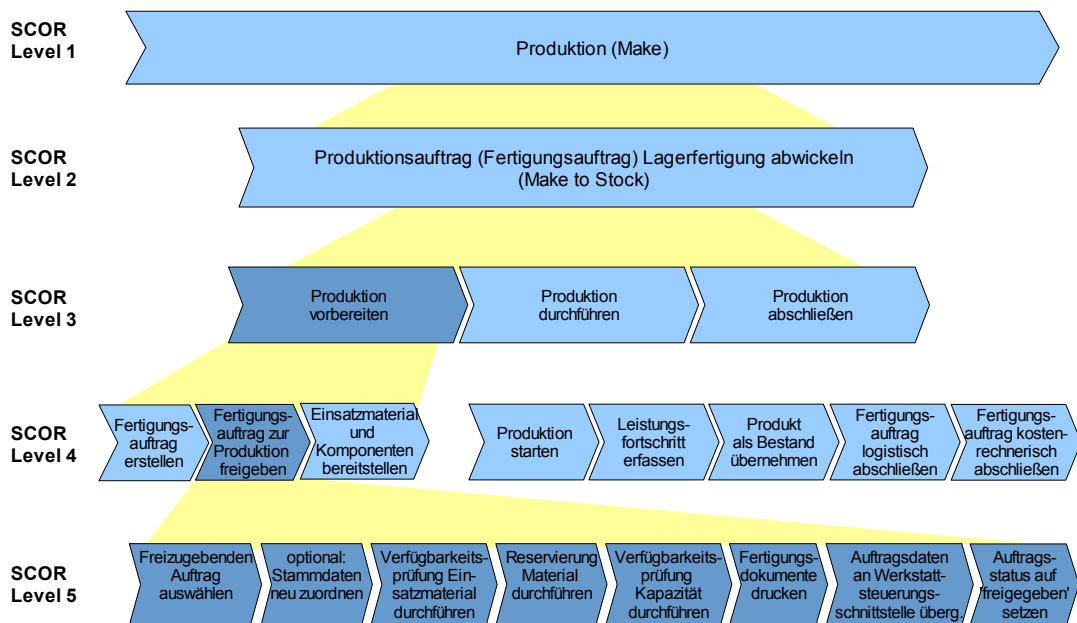 SCOR
Level 1
Produktion (Make)
SCOR
Level 2
Produktionsauftrag (Fertigungsauftrag) Lagerfertigung abwickeln
(Make to Stock)
SCOR
Level 3
Produktion
vorbereiten
Produktion
durchführen
Produktion
abschließen
SCOR
Level 4
Fertigungs-
auftrag
erstellen
Fertigungs-
auftrag zur
Produktion
freigeben
Einsatzmaterial
und
Komponenten
bereitstellen
Produktion
starten
Leistungs-
fortschritt
erfassen
Produkt
als Bestand
übernehmen
Fertigungs-
auftrag
logistisch
abschließen
Fertigungs-
auftrag kosten-
rechnerisch
abschließen
SCOR
Level 5
Freizugebenden
Auftrag
auswählen
optional:
Stammdaten
neu zuordnen
Verfügbarkeits-
prüfung Ein-
satzmaterial
durchführen
Reservierung
Material
durchführen
Verfügbarkeits-
prüfung
Kapazität
durchführen
Fertigungs-
dokumente
drucken
Auftragsdaten
an Werkstatt-
steuerungs-
schnittstelle überg.
Auftrags-
status auf
'freigegeben'
setzen